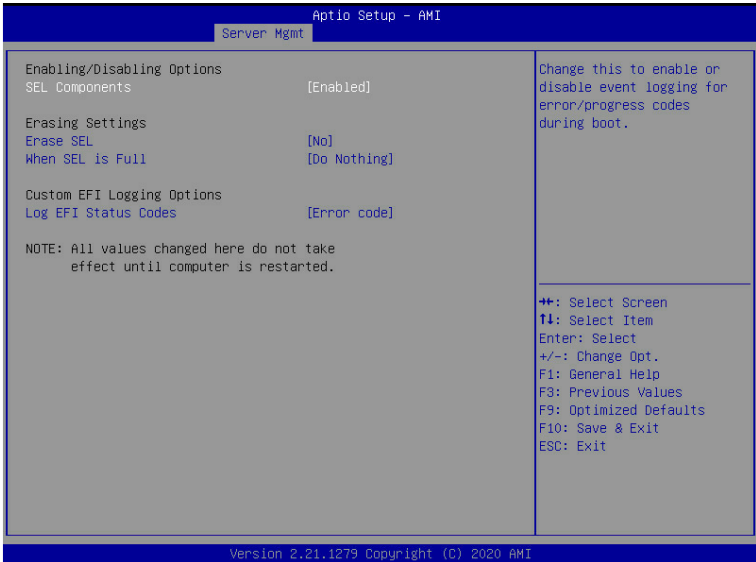 Aptio Setup – AMI
Server Mgmt
Enabling/Disabling Options
SEL Components [Enabled]
Erasing Settings
Erase SEL [No]
When SEL is Full [Do Nothing]
Custom EFI Logging Options
Log EFI Status Codes [Error code]
NOTE: All values changed here do not take
effect until computer is restarted.
Change this to enable or
disable event logging for
error/progress codes
during boot.
→←: Select Screen
↑↓: Select Item
Enter: Select
+/-: Change Opt.
F1: General Help
F3: Previous Values
F9: Optimized Defaults
F10: Save & Exit
ESC: Exit
Version 2.21.1279 Copyright (C) 2020 AMI